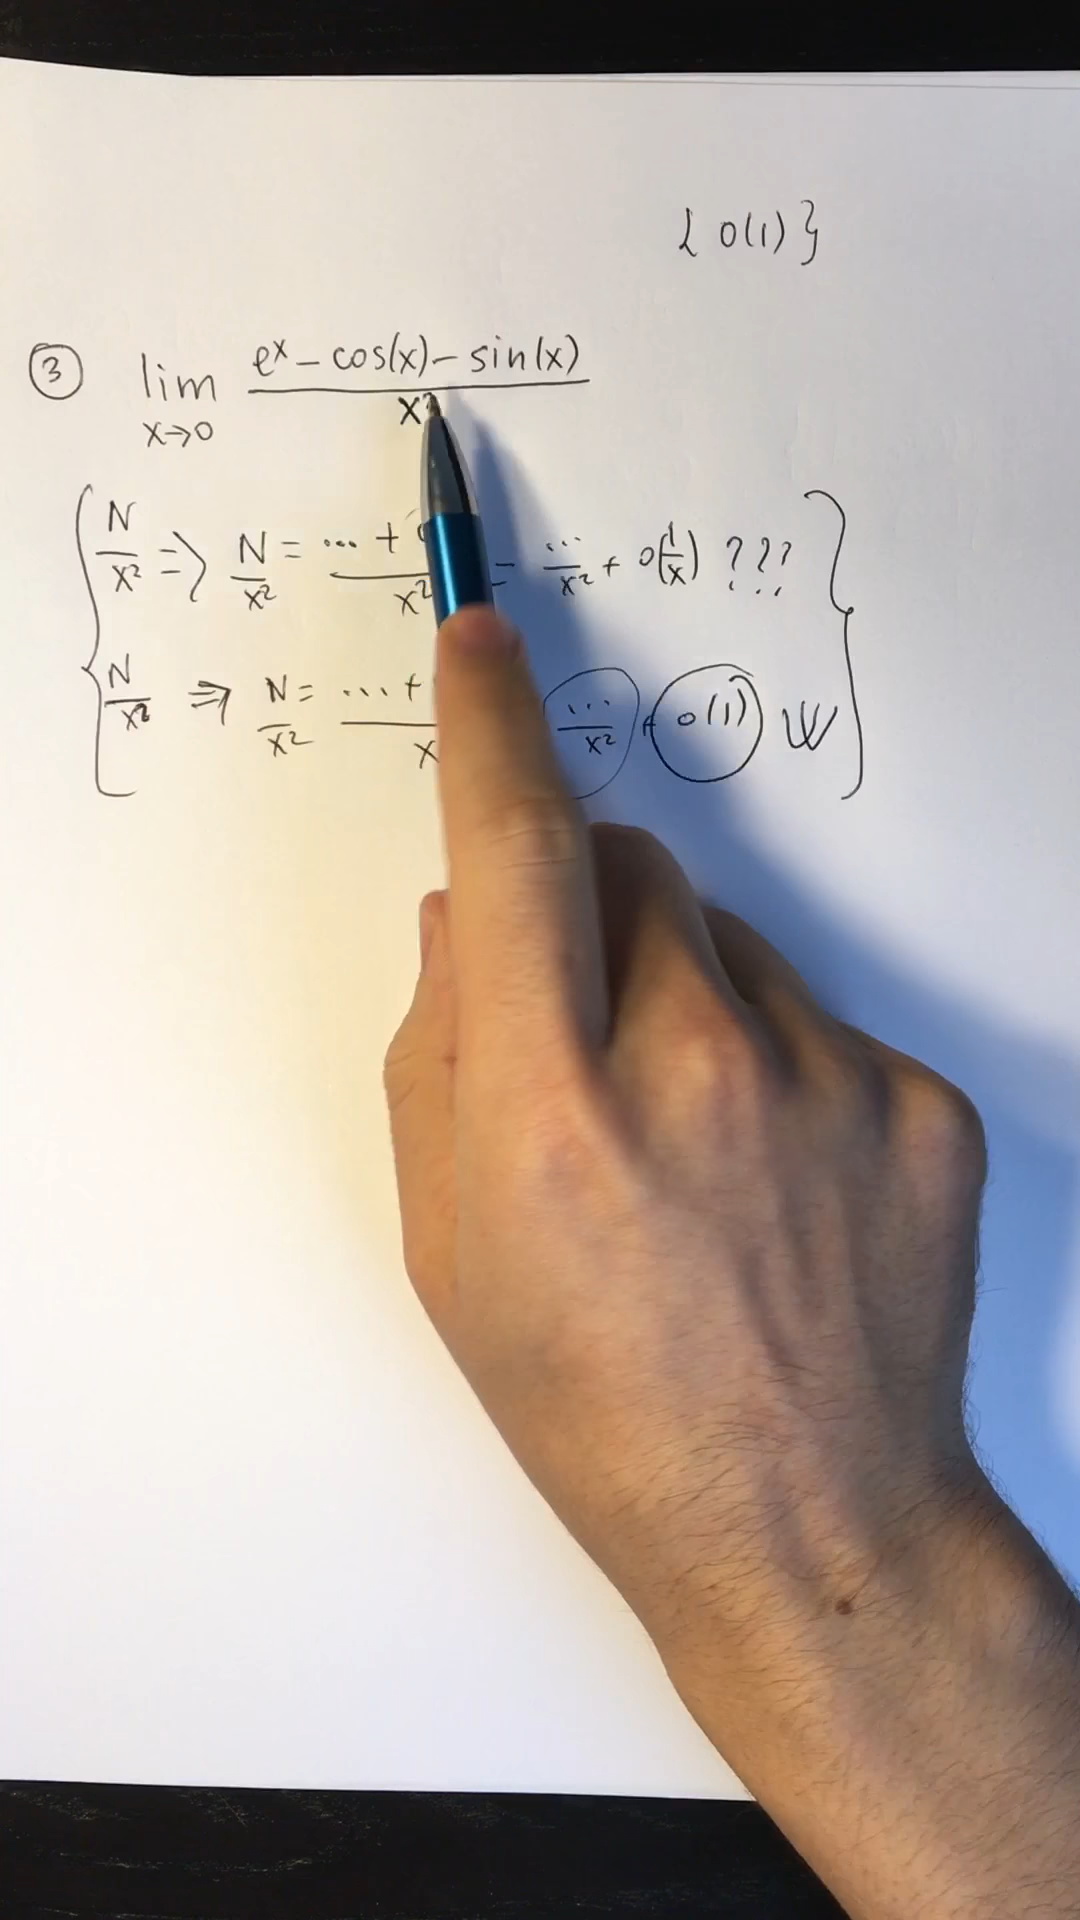 { o(1) }
③ lim x→0 (e^x - cos(x) - sin(x)) / x²
N/x² => N/x² = ... + / x² = .../x² + o(1/x) ???
N/x² => N/x² = ... + / x .../x² + o(1)